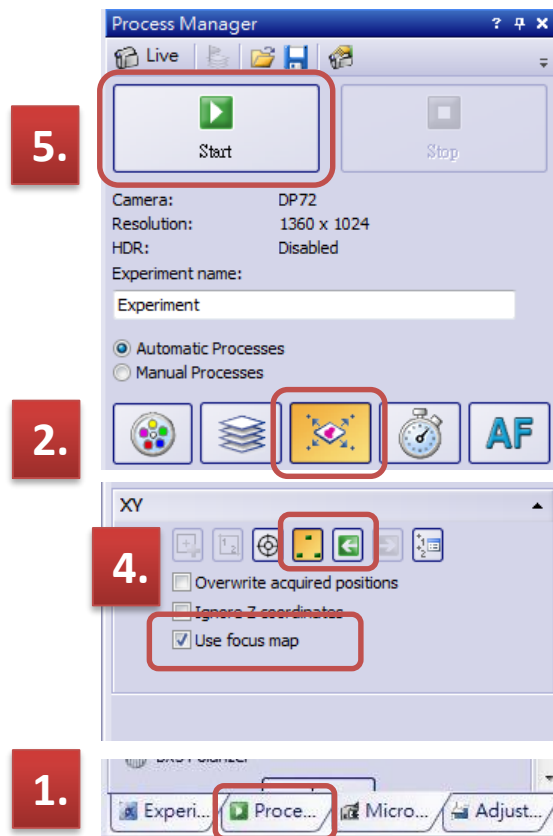 Process Manager
Live
5.
Start
Stop
Camera: DP72
Resolution: 1360 x 1024
HDR: Disabled
Experiment name:
Experiment
Automatic Processes
Manual Processes
2.
AF
XY
4.
Overwrite acquired positions
Ignore Z coordinates
Use focus map
1.
Experi... Proce... Micro... Adjust...